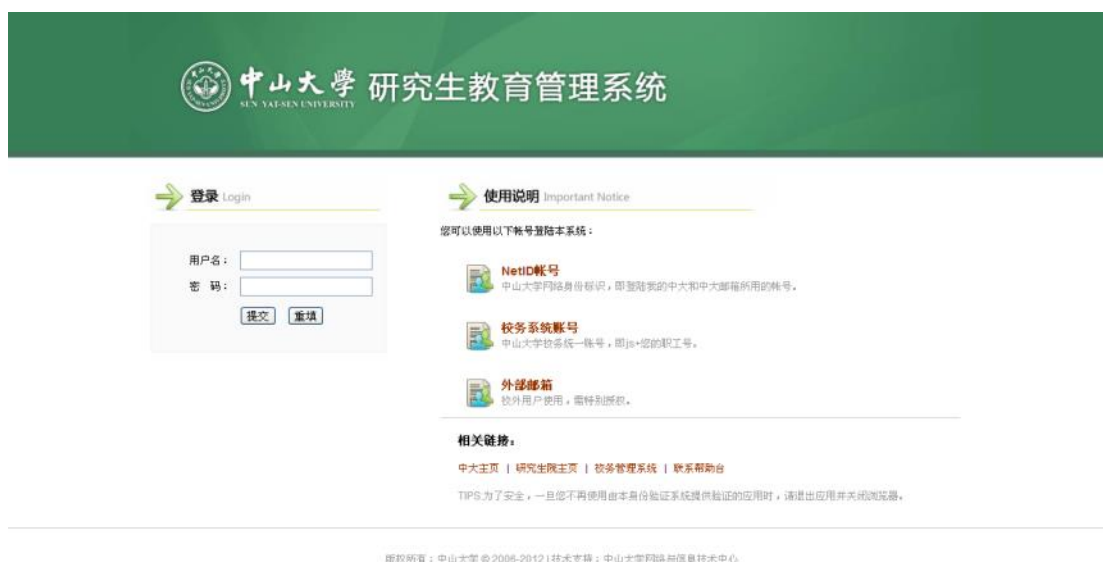 中山大學 研究生教育管理系统
SUN YAT-SEN UNIVERSITY
登录 Login
用户名：
密 码：
提交 重填
使用说明 Important Notice
您可以使用以下帐号登陆本系统：
NetID帐号
中山大学网络身份标识，即登陆我的中大和中大邮箱所用的帐号。
校务系统账号
中山大学校务统一账号，即js+您的职工号。
外部邮箱
校外用户使用，需特别授权。
相关链接：
中大主页 | 研究生院主页 | 校务管理系统 | 联系帮助台
TIPS:为了安全，一旦您不再使用由本身份验证系统提供验证的应用时，请退出应用并关闭浏览器。
版权所有：中山大学 © 2006-2012 | 技术支持：中山大学网络与信息技术中心